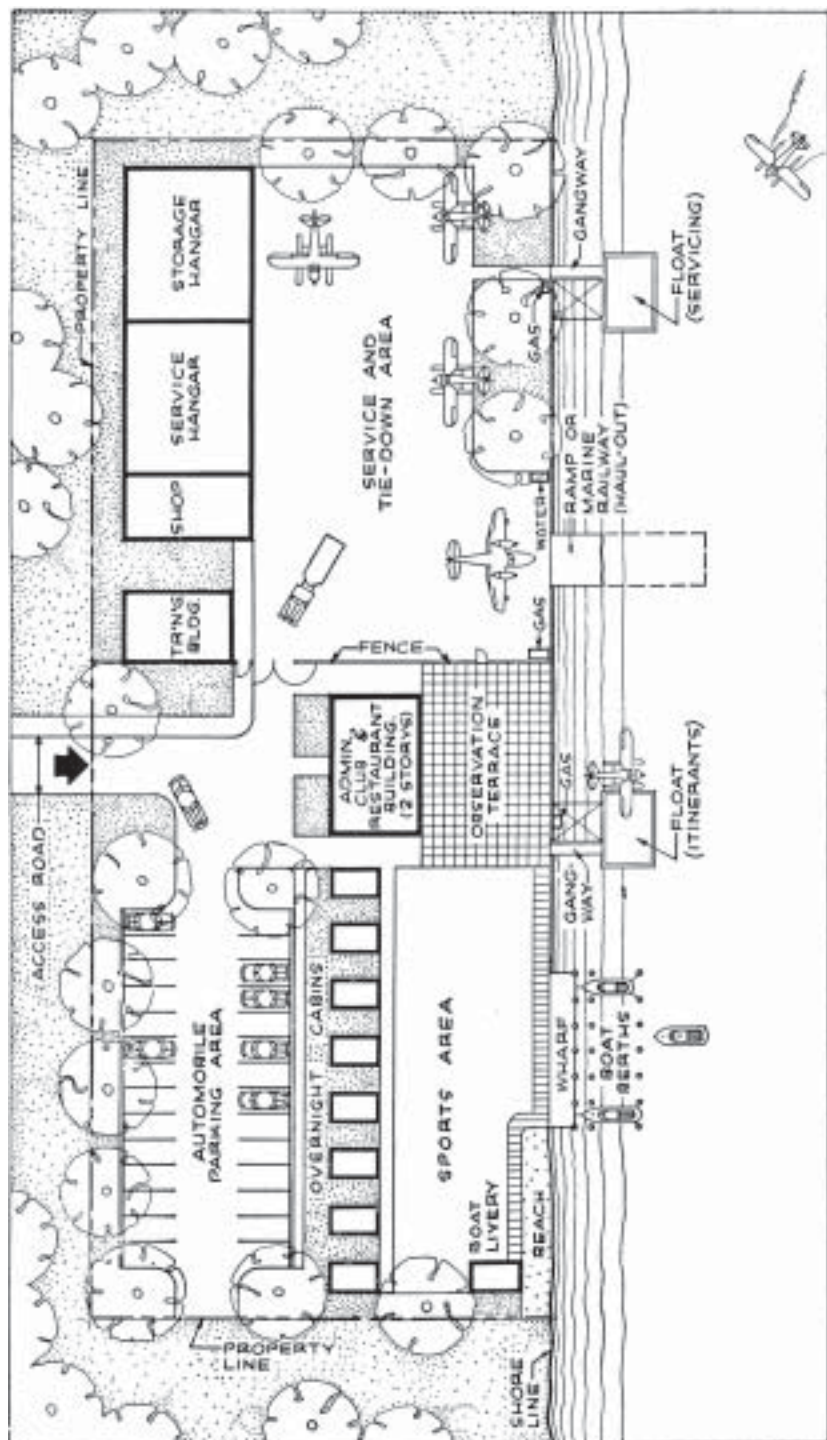 ACCESS ROAD
PROPERTY LINE
TR'N'G.
BLDG.
SHOP
SERVICE
HANGAR
STORAGE
HANGAR
AUTOMOBILE
PARKING AREA
OVERNIGHT CABINS
ADMIN.,
CLUB &
RESTAURANT
BUILDING.
(2 STORYS)
FENCE
SERVICE AND
TIE-DOWN AREA
PROPERTY
LINE
SPORTS AREA
BOAT
LIVERY
OBSERVATION
TERRACE
GAS
WATER
GAS
GANGWAY
BEACH
WHARF
GANG-
WAY
GAS
RAMP OR
MARINE
RAILWAY
(HAUL-OUT)
SHORE
LINE
BOAT
BERTHS
FLOAT
(ITINERANTS)
FLOAT
(SERVICING)